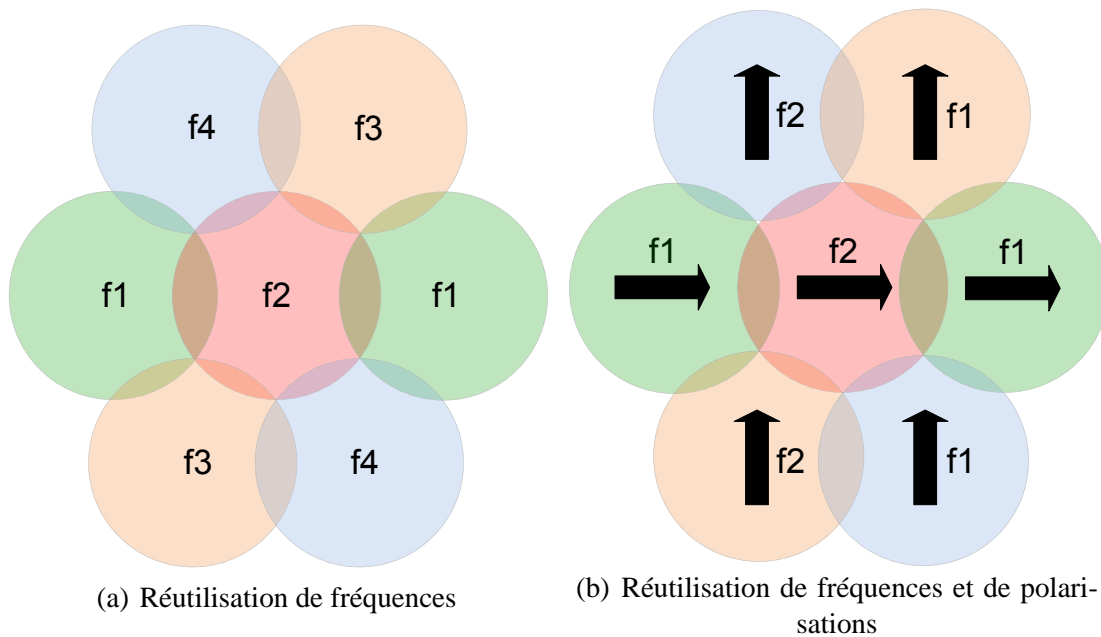 f4
f3
f1
f2
f1
f3
f4
(a) Réutilisation de fréquences
f2
f1
f1
f2
f1
f2
f1
(b) Réutilisation de fréquences et de polari-
sations